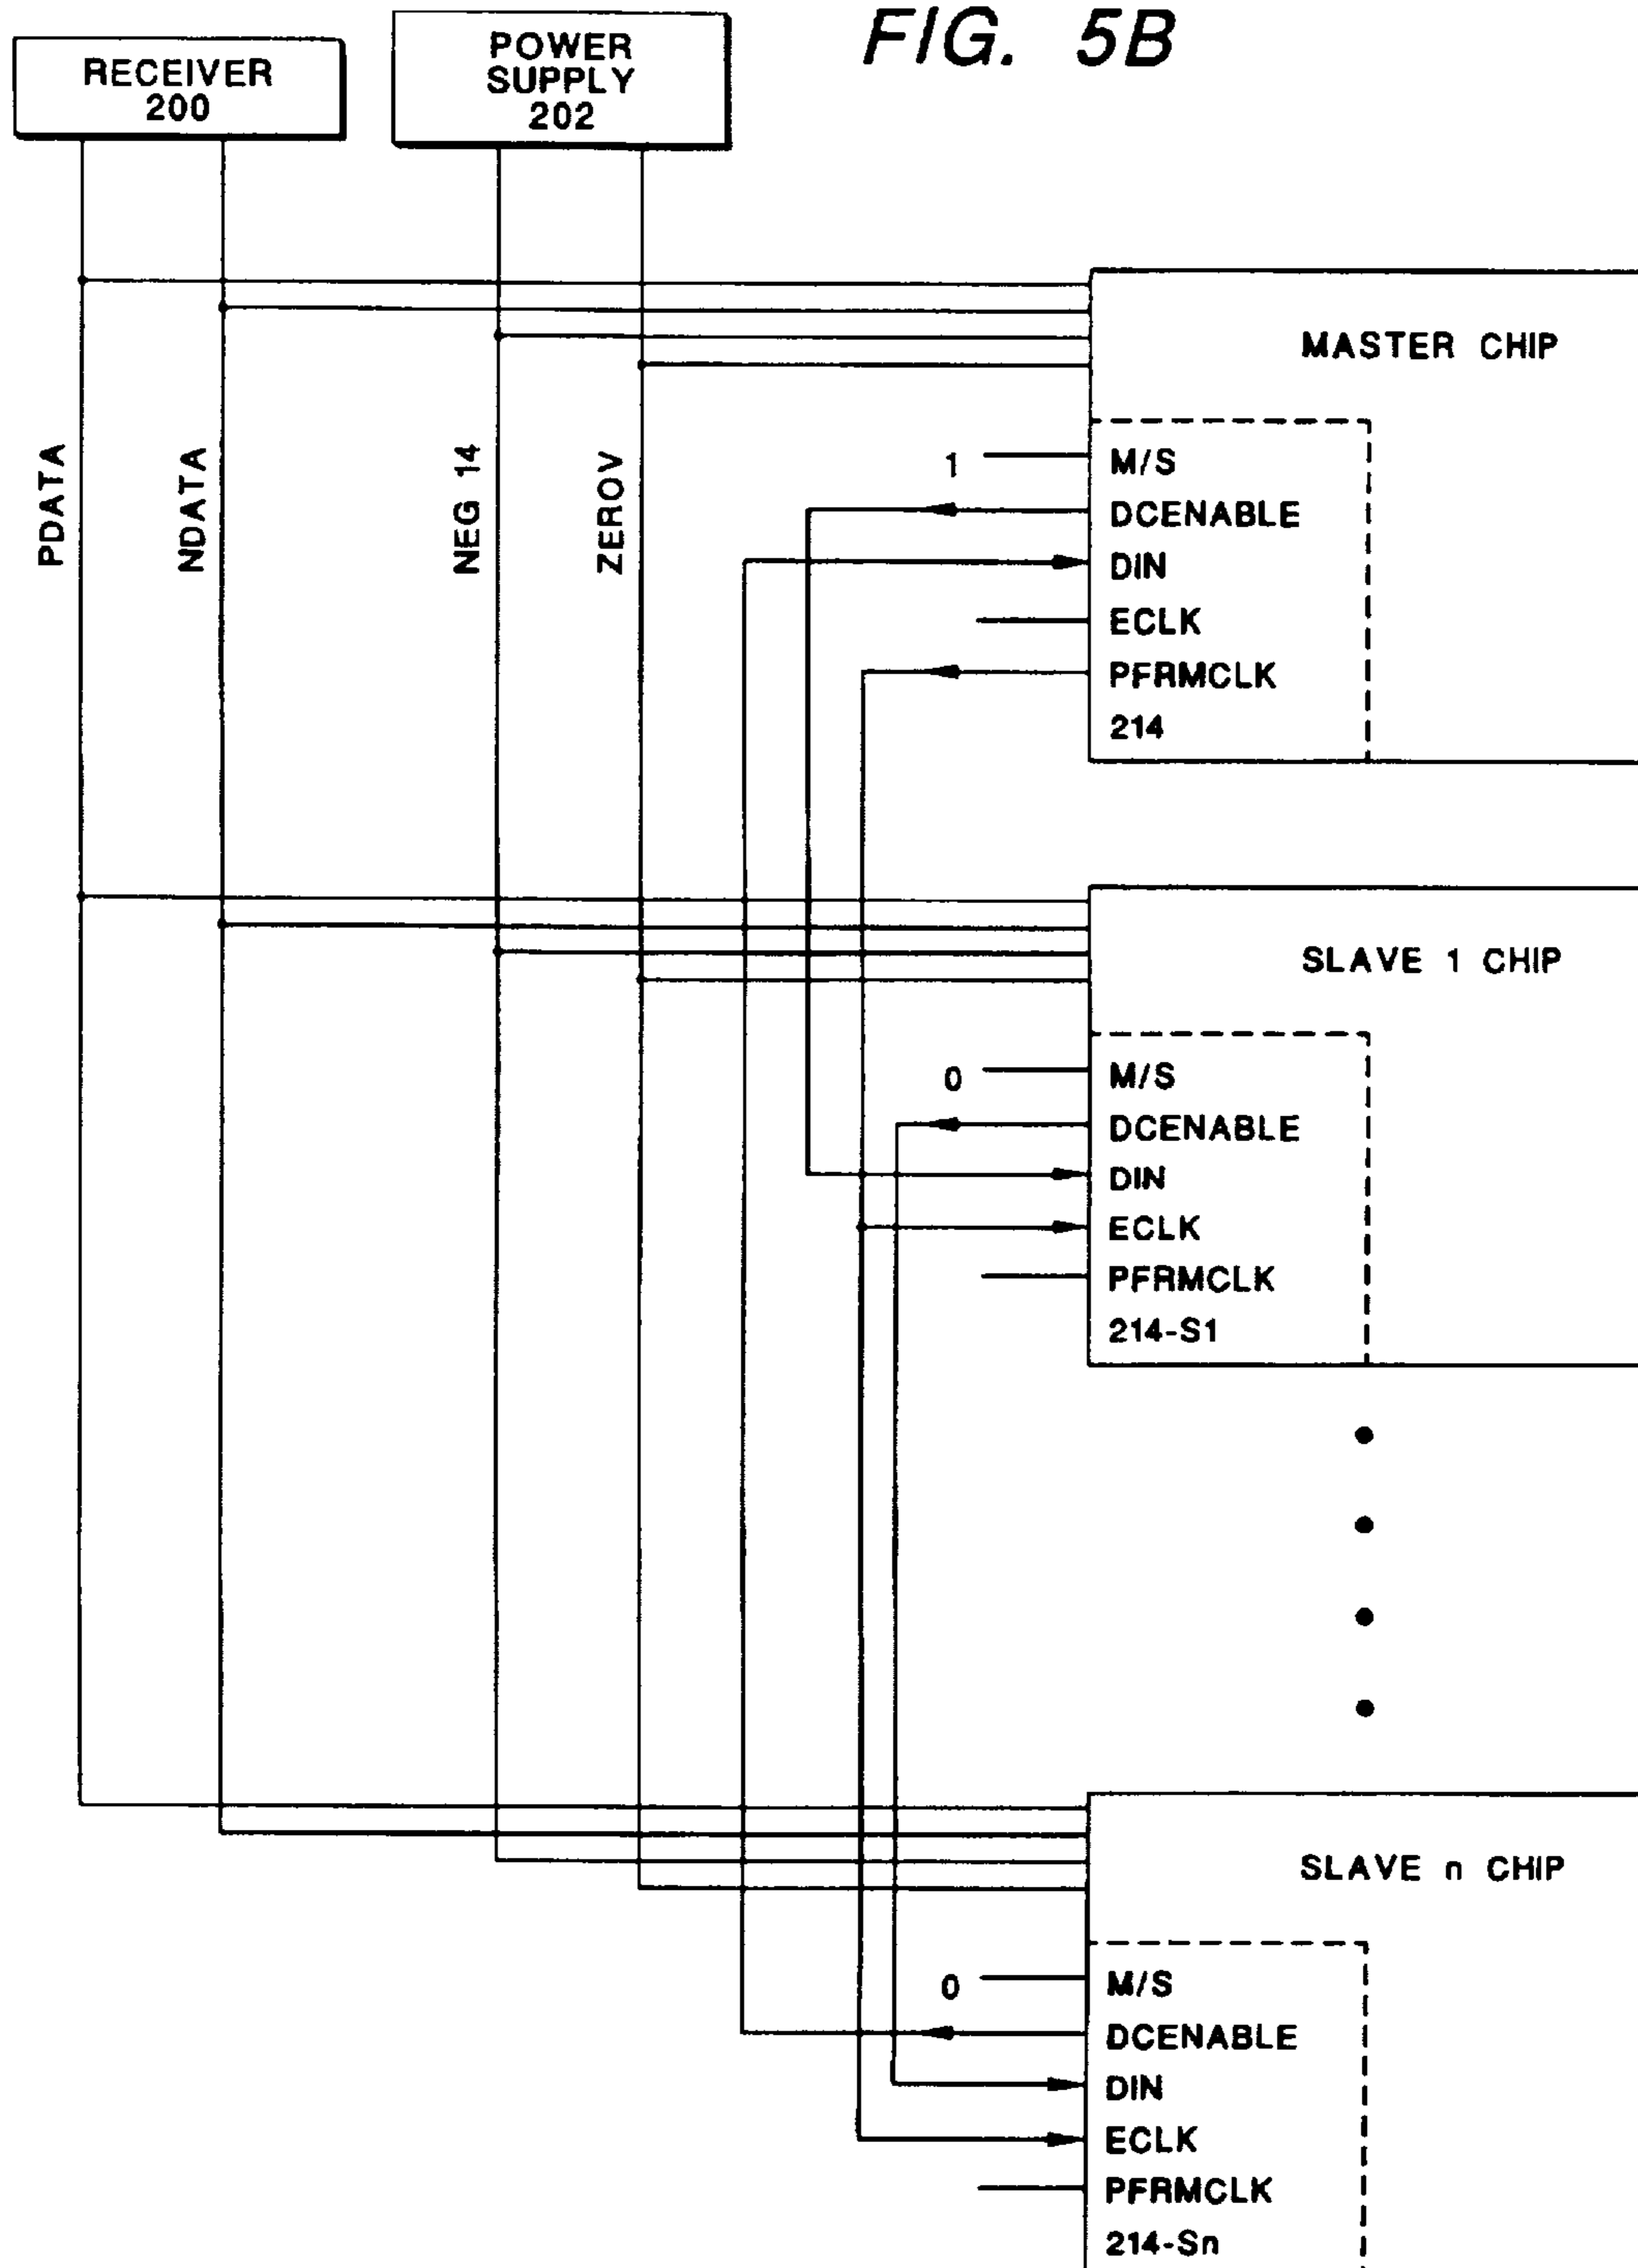 FIG. 5B
RECEIVER
200
POWER
SUPPLY
202
PDATA
NDATA
NEG 14
ZEROV
MASTER CHIP
1
M/S
DCENABLE
DIN
ECLK
PFRMCLK
214
SLAVE 1 CHIP
0
M/S
DCENABLE
DIN
ECLK
PFRMCLK
214-S1
SLAVE n CHIP
0
M/S
DCENABLE
DIN
ECLK
PFRMCLK
214-Sn